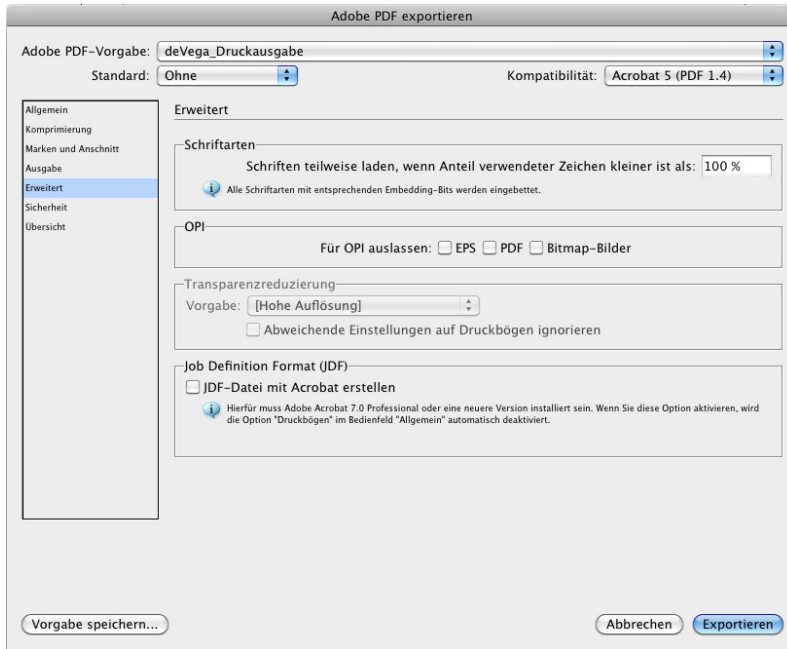 Adobe PDF exportieren
Adobe PDF-Vorgabe: deVega_Druckausgabe
Standard: Ohne Kompatibilität: Acrobat 5 (PDF 1.4)
Allgemein
Komprimierung
Marken und Anschnitt
Ausgabe
Erweitert
Sicherheit
Übersicht
Erweitert
Schriftarten
Schriften teilweise laden, wenn Anteil verwendeter Zeichen kleiner ist als: 100 %
Alle Schriftarten mit entsprechenden Embedding-Bits werden eingebettet.
OPI
Für OPI auslassen: EPS PDF Bitmap-Bilder
Transparenzreduzierung
Vorgabe: [Hohe Auflösung]
Abweichende Einstellungen auf Druckbögen ignorieren
Job Definition Format (JDF)
JDF-Datei mit Acrobat erstellen
Hierfür muss Adobe Acrobat 7.0 Professional oder eine neuere Version installiert sein. Wenn Sie diese Option aktivieren, wird
die Option "Druckbögen" im Bedienfeld "Allgemein" automatisch deaktiviert.
Vorgabe speichern... Abbrechen Exportieren